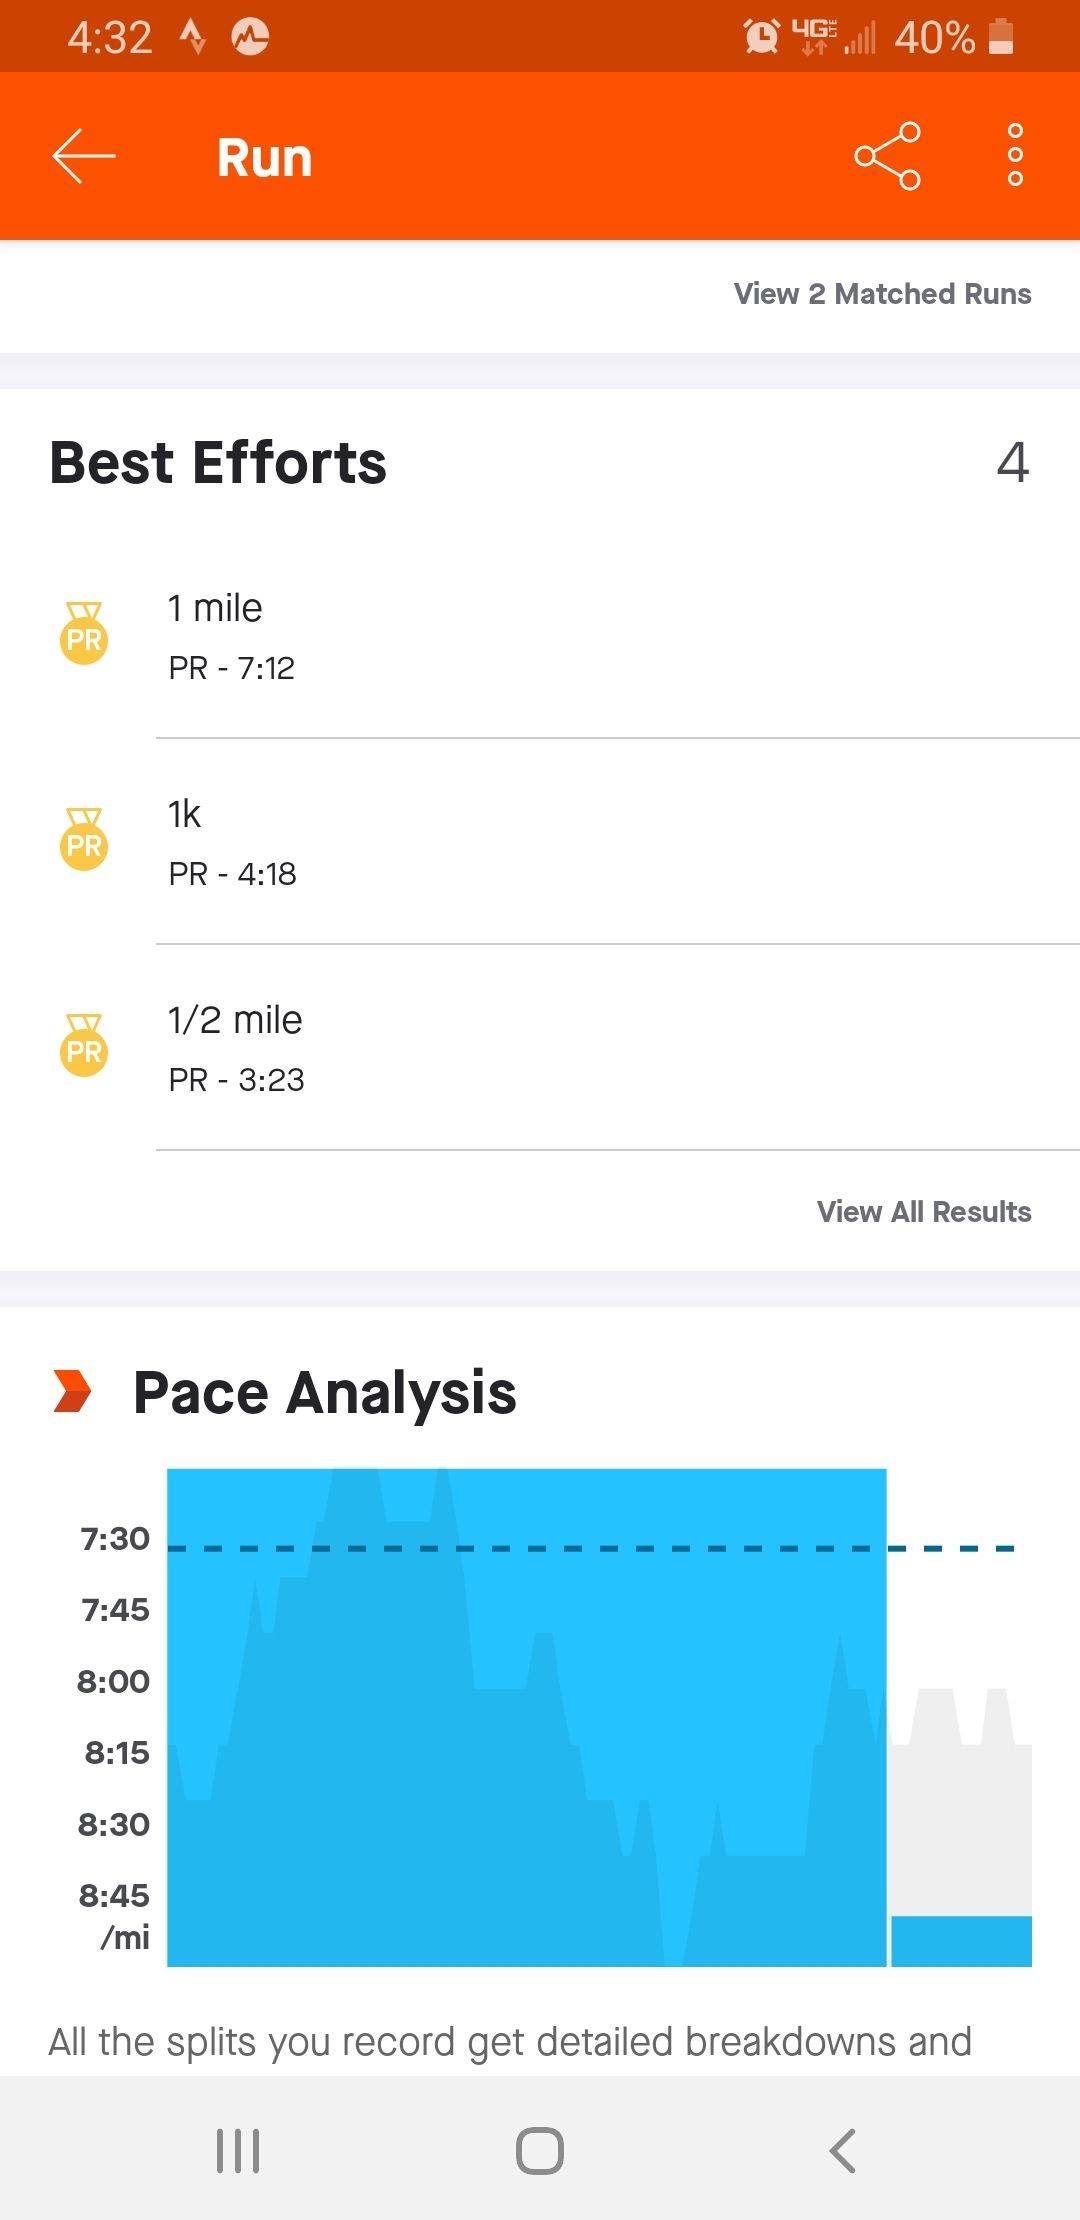 4:32 4G LTE 40%
Run
View 2 Matched Runs
Best Efforts 4
PR 1 mile
PR - 7:12
PR 1k
PR - 4:18
PR 1/2 mile
PR - 3:23
View All Results
Pace Analysis
7:30
7:45
8:00
8:15
8:30
8:45
/mi
All the splits you record get detailed breakdowns and